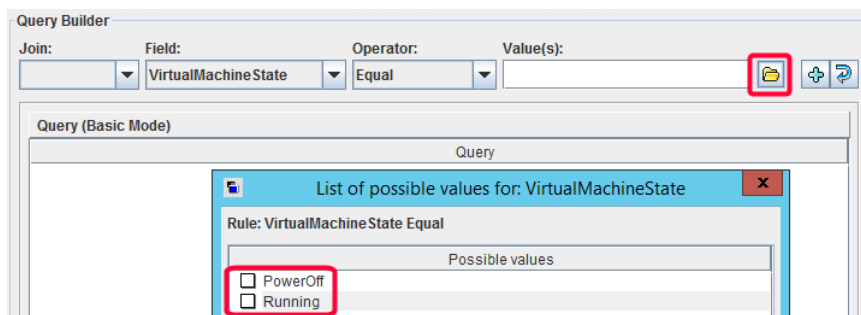 Query Builder
Join: Field: Operator: Value(s):
VirtualMachineState Equal
Query (Basic Mode)
Query
List of possible values for: VirtualMachineState x
Rule: VirtualMachineState Equal
Possible values
PowerOff
Running